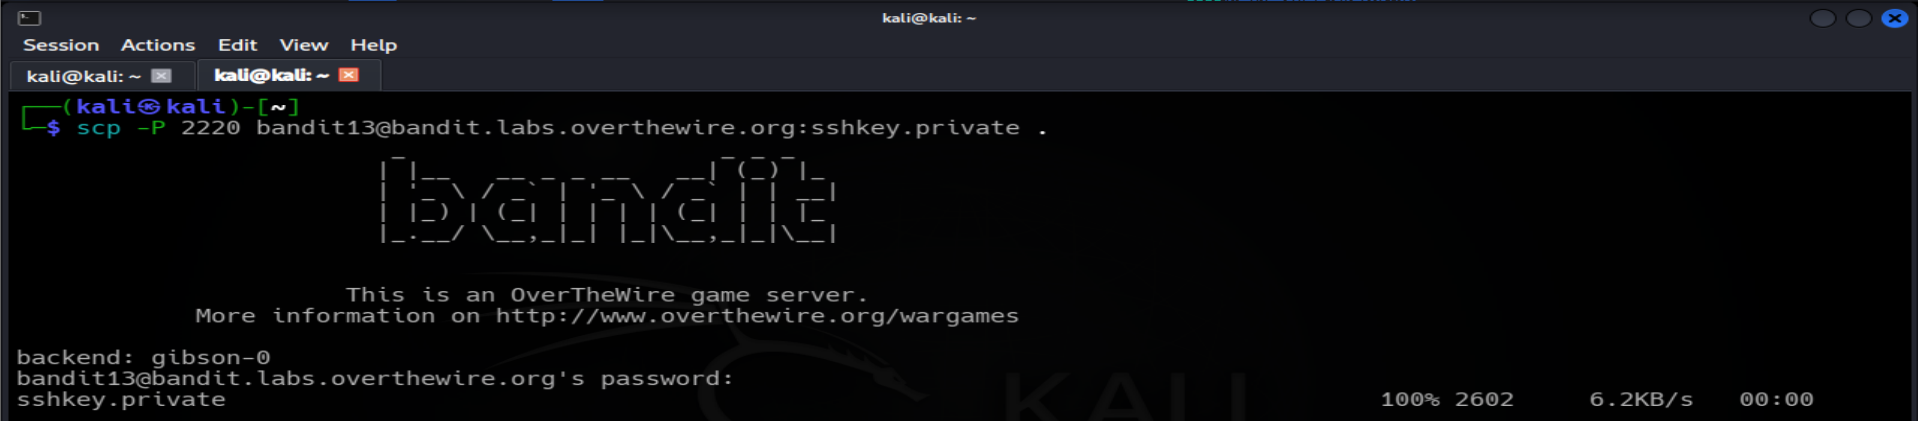 kali@kali: ~
Session Actions Edit View Help
kali@kali: ~ kali@kali: ~
(kali㉿kali)-[~]
$ scp -P 2220 bandit13@bandit.labs.overthewire.org:sshkey.private .
bandit
This is an OverTheWire game server.
More information on http://www.overthewire.org/wargames
backend: gibson-0
bandit13@bandit.labs.overthewire.org's password:
sshkey.private 100% 2602 6.2KB/s 00:00
KALI